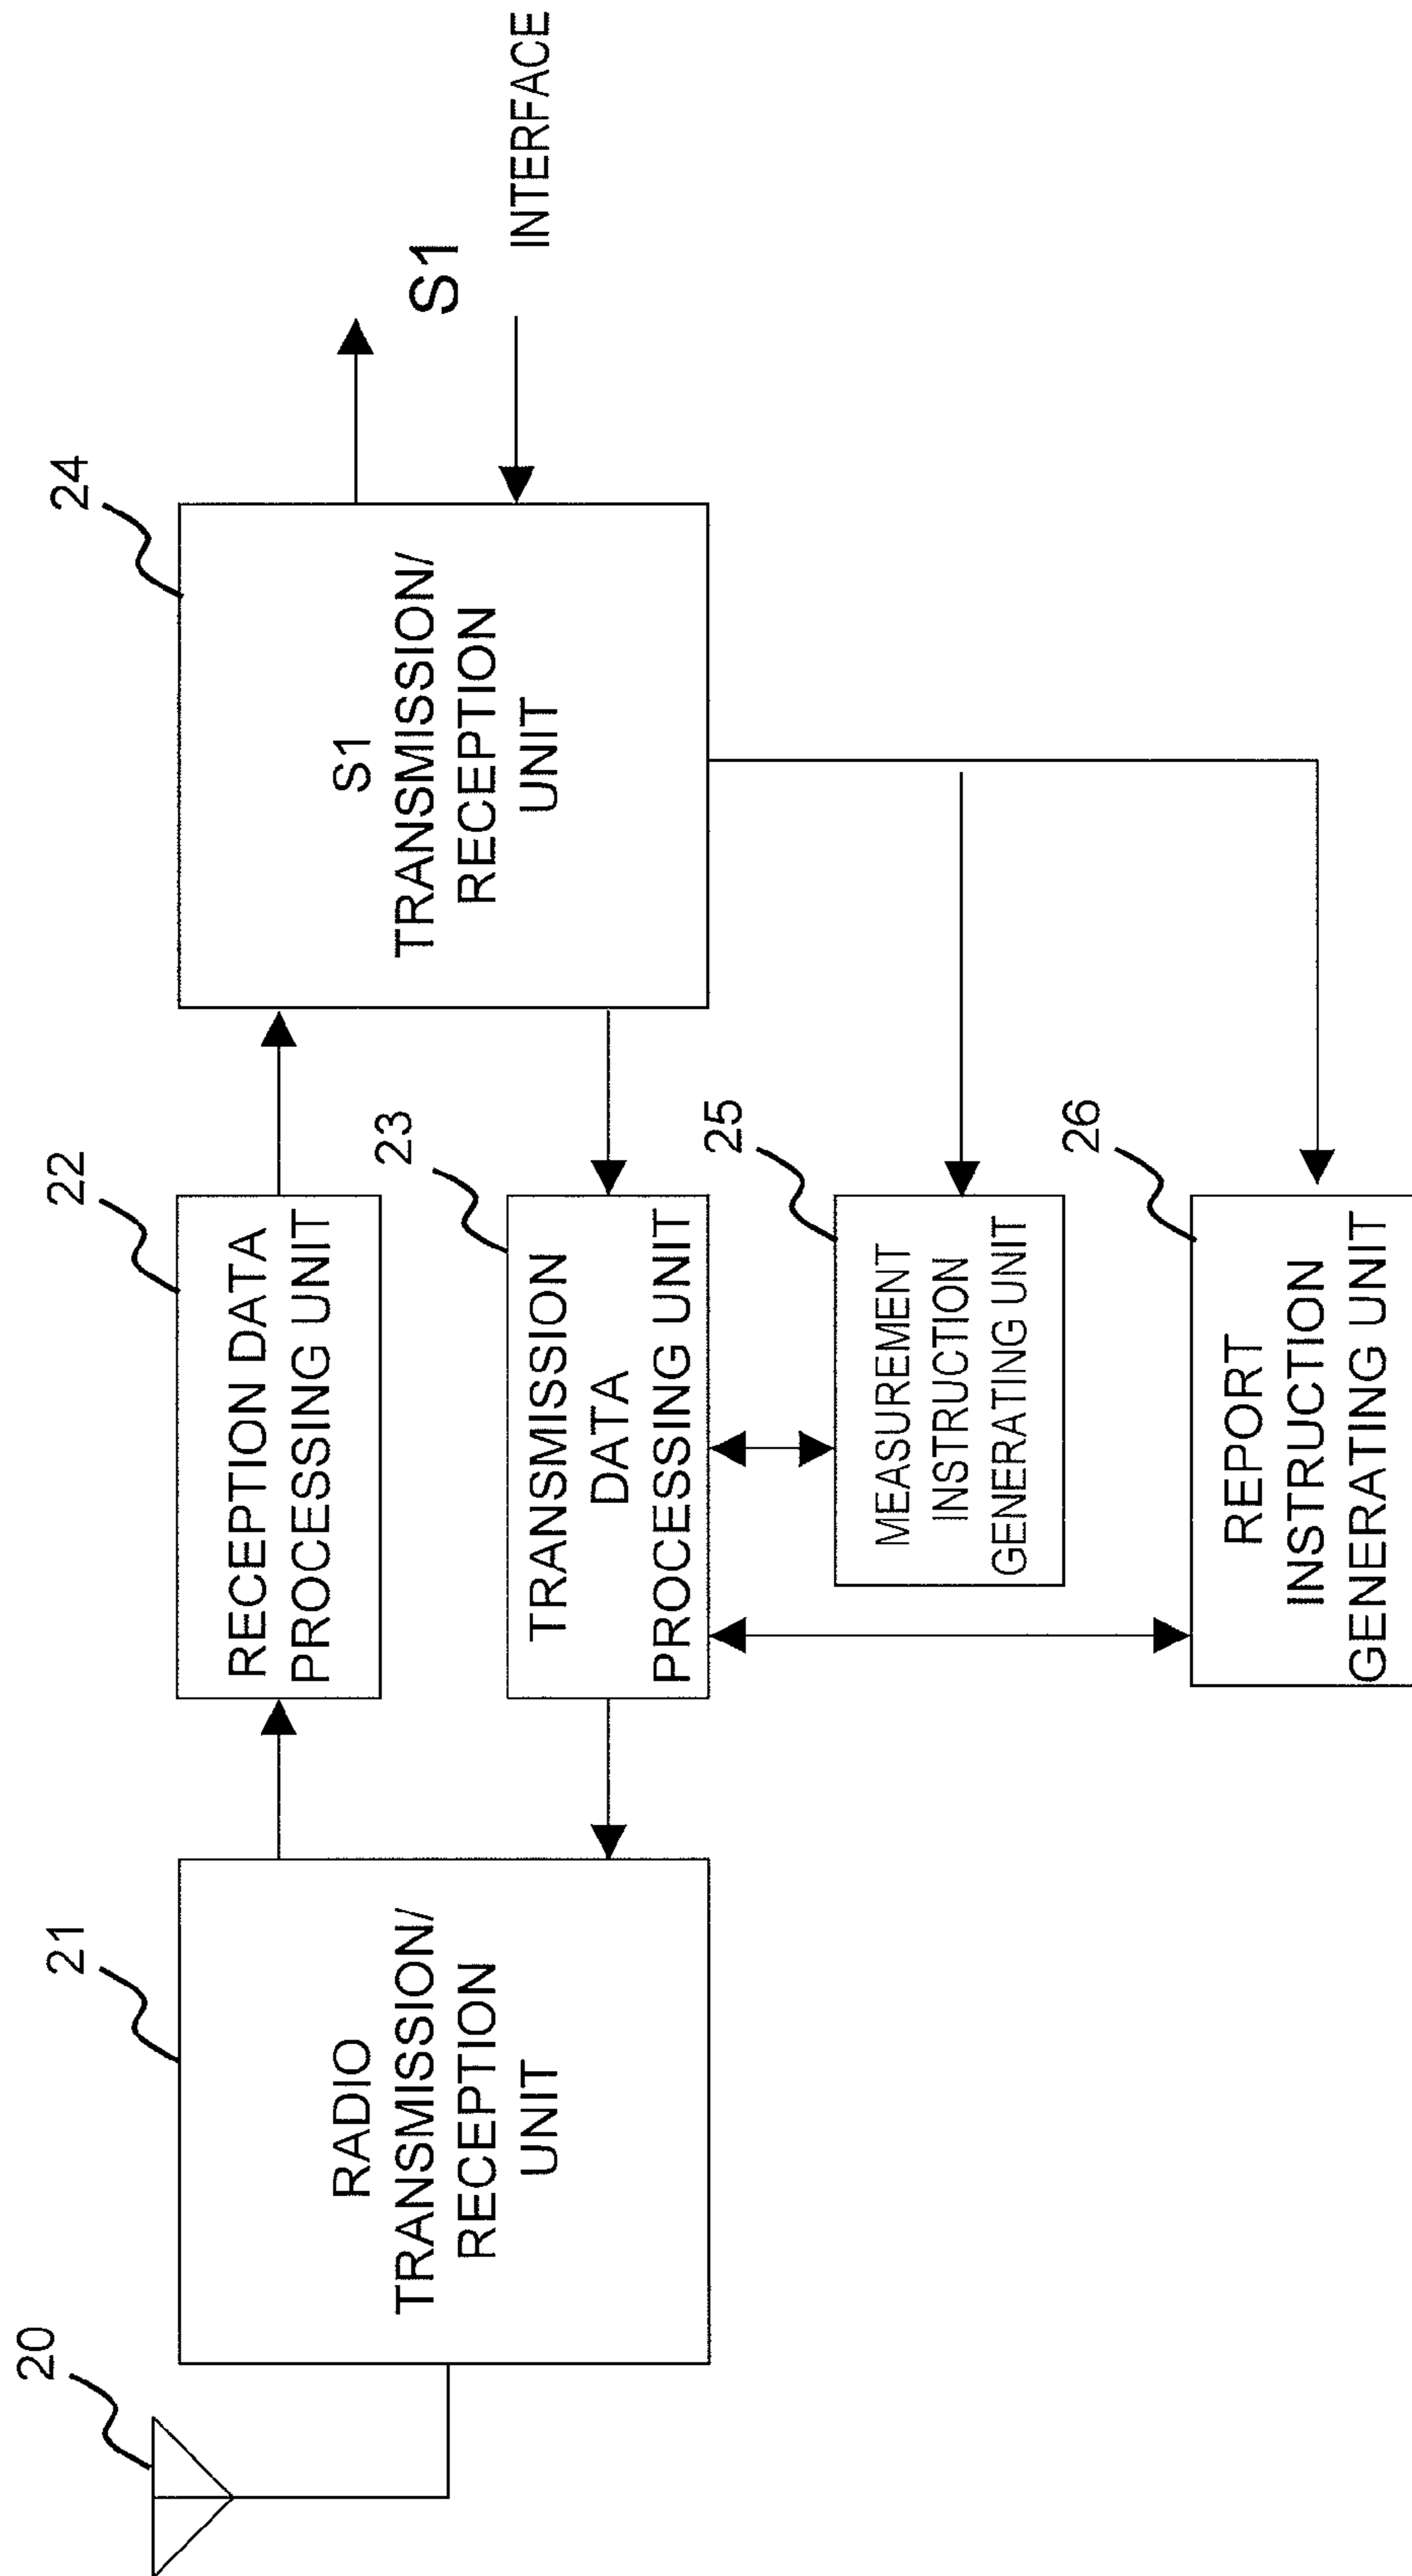 20
21
RADIO
TRANSMISSION/
RECEPTION
UNIT
22
RECEPTION DATA
PROCESSING UNIT
23
TRANSMISSION
DATA
PROCESSING UNIT
24
S1
TRANSMISSION/
RECEPTION
UNIT
S1
INTERFACE
25
MEASUREMENT
INSTRUCTION
GENERATING UNIT
26
REPORT
INSTRUCTION
GENERATING UNIT